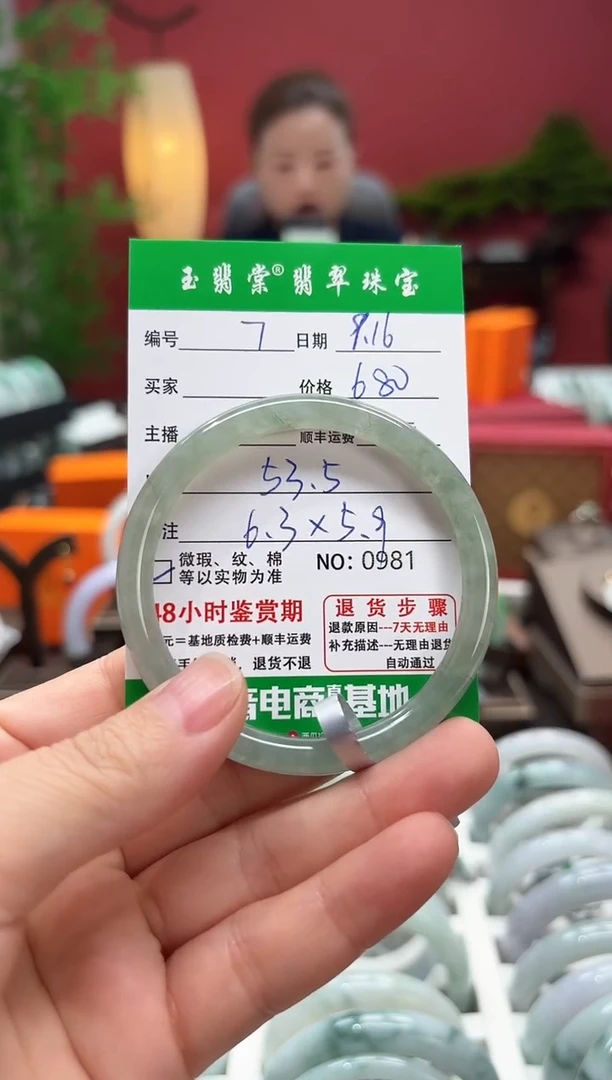 玉翡棠®翡翠珠宝
编号 7 日期 9.16
买家 价格 680
主播 顺丰运费
53.5
注 6.3×5.9
微瑕、纹、棉
等以实物为准
NO: 0981
48小时鉴赏期
元=基地质检费+顺丰运费
退货不退
退货步骤
退款原因---7天无理由
补充描述---无理由退货
自动通过
电商 基地